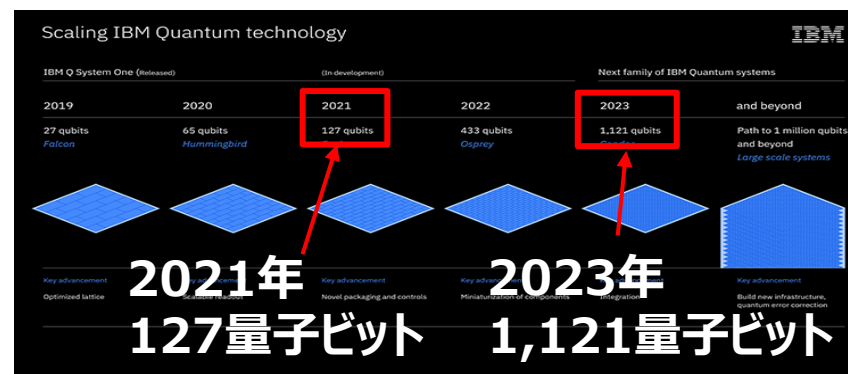 Scaling IBM Quantum technology
IBM
IBM Q System One (Released)
(In development)
Next family of IBM Quantum systems
2019
2020
2021
2022
2023
and beyond
27 qubits
65 qubits
127 qubits
433 qubits
1,121 qubits
Path to 1 million qubits
and beyond
Falcon
Hummingbird
Osprey
Large scale systems
Key advancement
Key advancement
Key advancement
Key advancement
Optimized lattice
Scalable readout
Novel packaging and controls
Miniaturization of components
Integration
Build new infrastructure,
quantum error correction
2021年
127量子ビット
2023年
1,121量子ビット